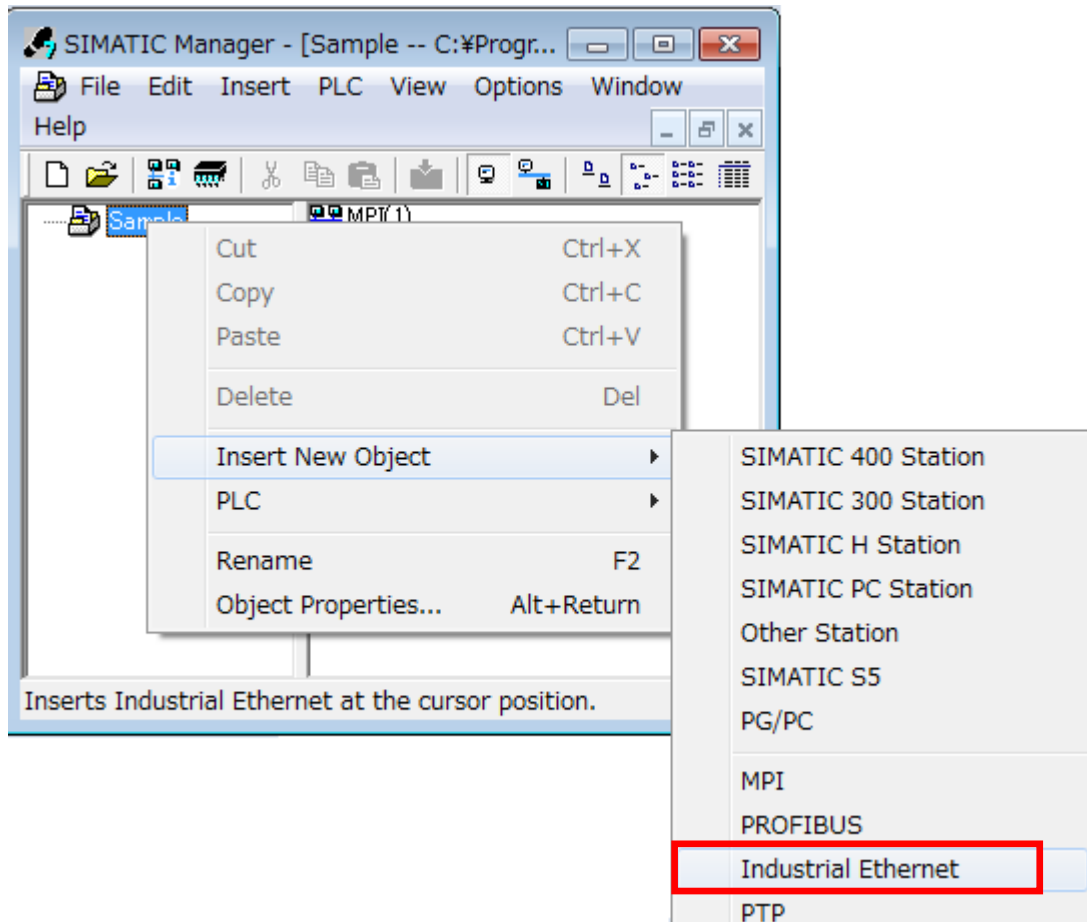 SIMATIC Manager - [Sample -- C:¥Progr...
File Edit Insert PLC View Options Window
Help
Sample MPI(1)
Cut Ctrl+X
Copy Ctrl+C
Paste Ctrl+V
Delete Del
Insert New Object
PLC
Rename F2
Object Properties... Alt+Return
Inserts Industrial Ethernet at the cursor position.
SIMATIC 400 Station
SIMATIC 300 Station
SIMATIC H Station
SIMATIC PC Station
Other Station
SIMATIC S5
PG/PC
MPI
PROFIBUS
Industrial Ethernet
PTP